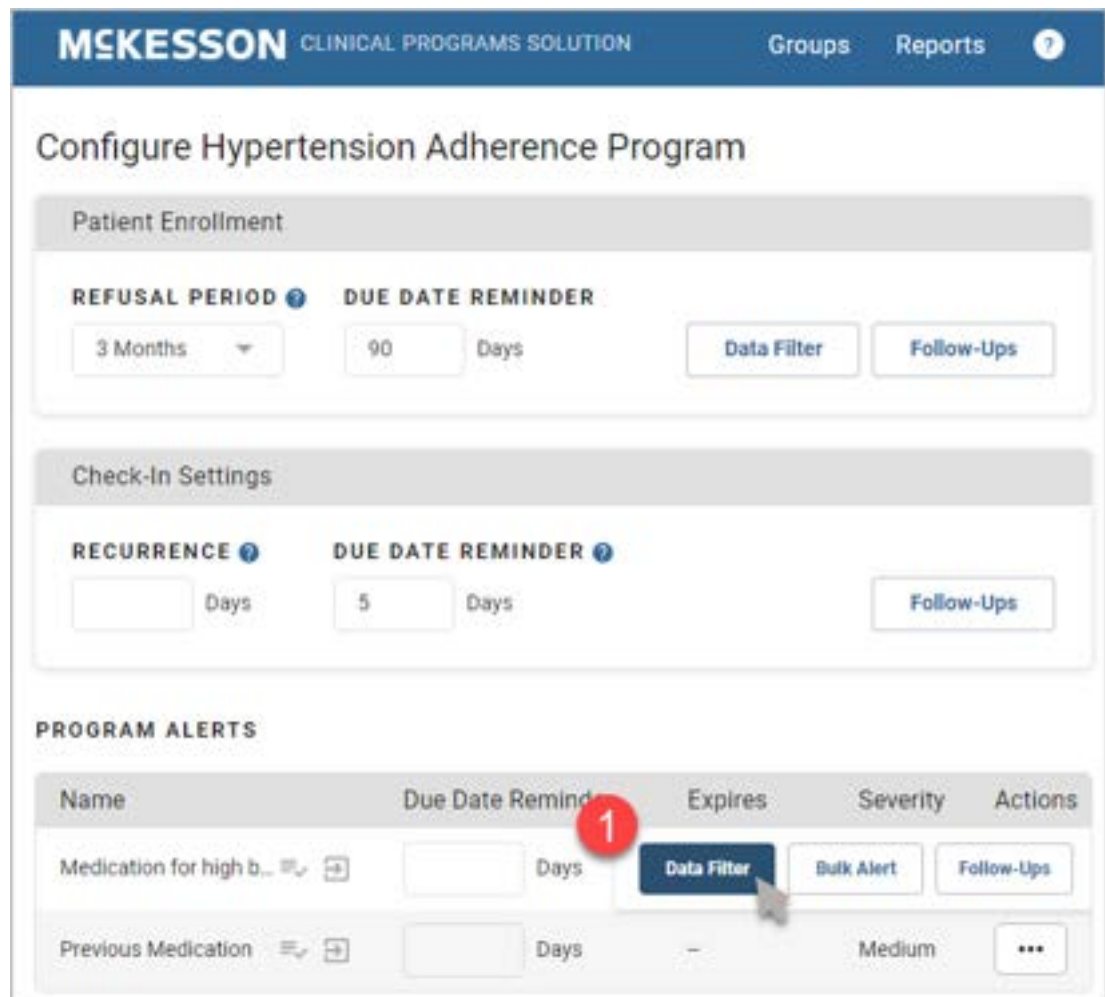 MCKESSON CLINICAL PROGRAMS SOLUTION Groups Reports ?
Configure Hypertension Adherence Program
Patient Enrollment
REFUSAL PERIOD ? DUE DATE REMINDER
3 Months 90 Days Data Filter Follow-Ups
Check-In Settings
RECURRENCE ? DUE DATE REMINDER ?
Days 5 Days Follow-Ups
PROGRAM ALERTS
Name Due Date Reminde Expires Severity Actions
1
Medication for high b... Days Data Filter Bulk Alert Follow-Ups
Previous Medication Days – Medium •••